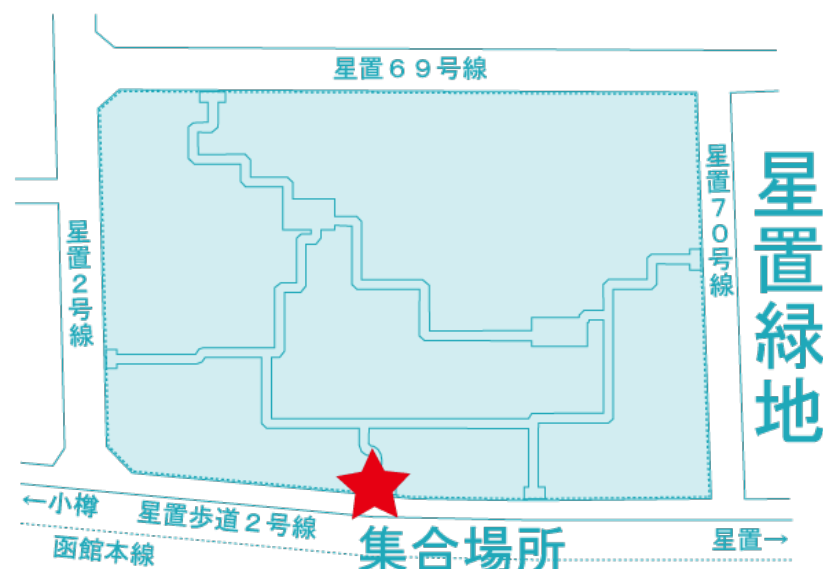 星置６９号線
星置７０号線
星置緑地
星置２号線
←小樽
星置歩道２号線
函館本線
集合場所
星置→